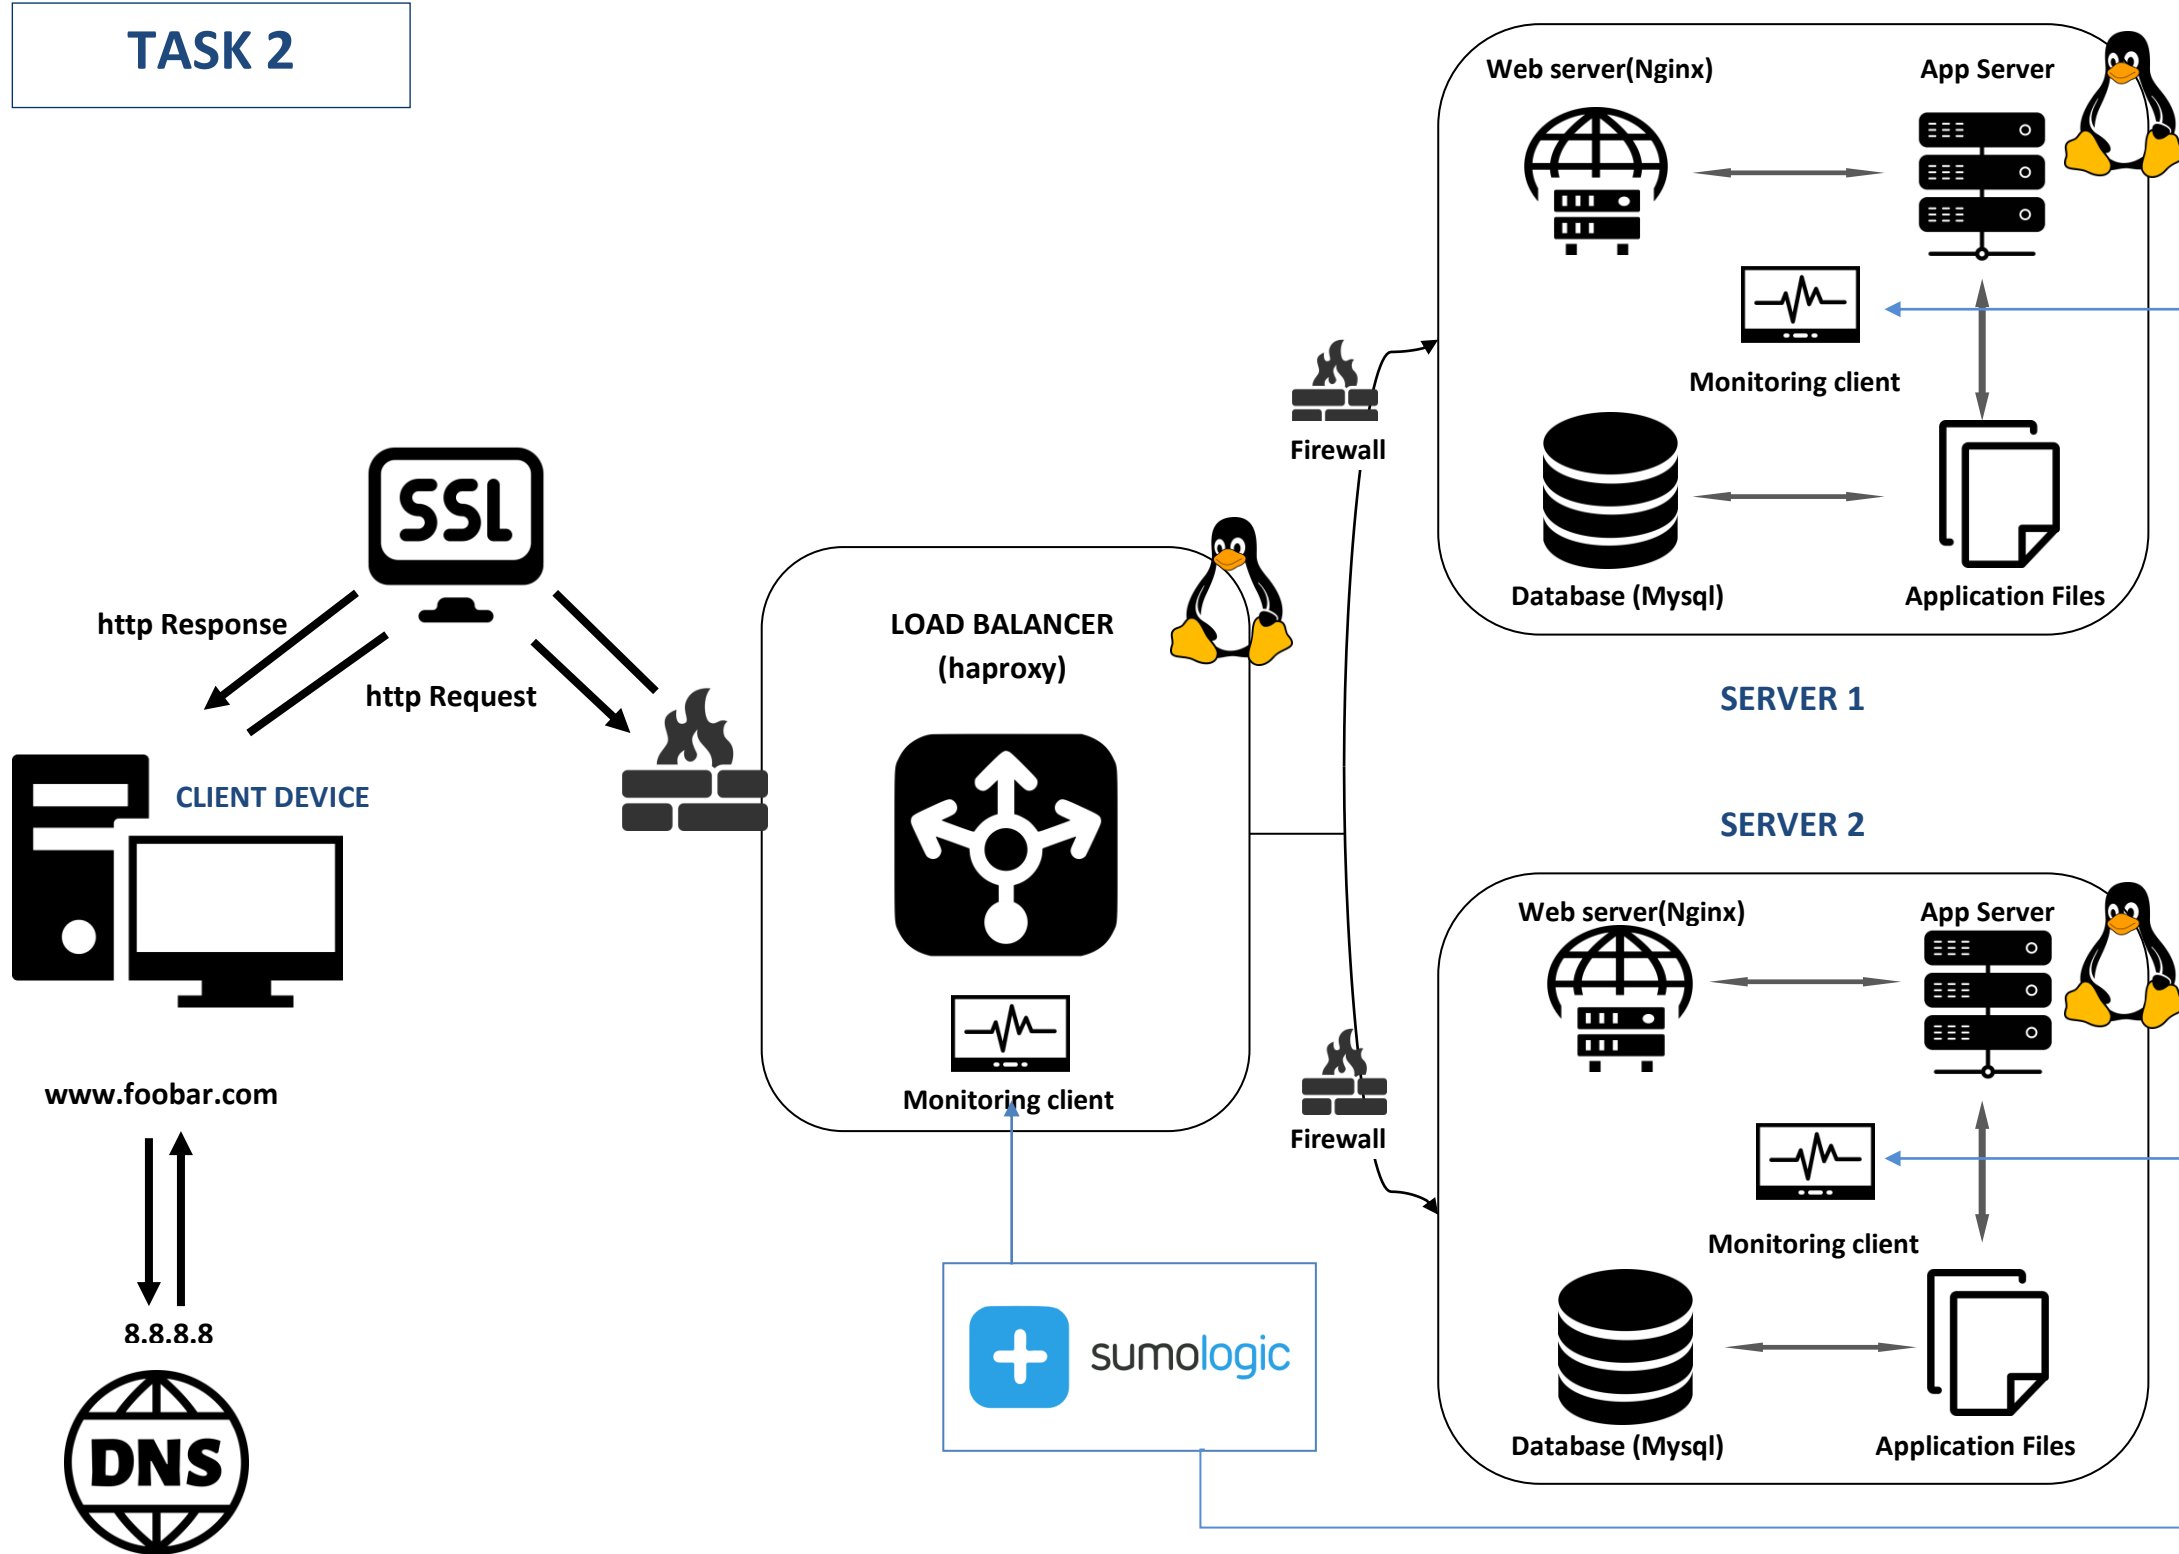 TASK 2
Web server(Nginx)
App Server
Monitoring client
Firewall
Database (Mysql)
Application Files
SERVER 1
SSL
http Response
http Request
LOAD BALANCER
(haproxy)
CLIENT DEVICE
Monitoring client
www.foobar.com
8.8.8.8
DNS
sumologic
SERVER 2
Web server(Nginx)
App Server
Firewall
Monitoring client
Database (Mysql)
Application Files